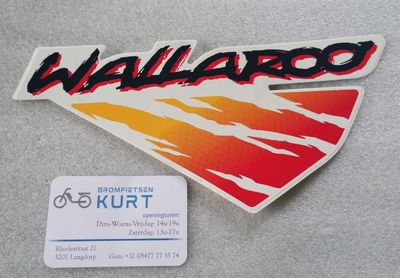 WALLAROO
BROMFIETSEN
KURT
openingsuren:
Dins-Woens-Vrijdag: 14u-19u
Zaterdag: 13u-17u
Rhodestraat 21
3201 Langdorp Gsm: +32 (0)477 77 35 74